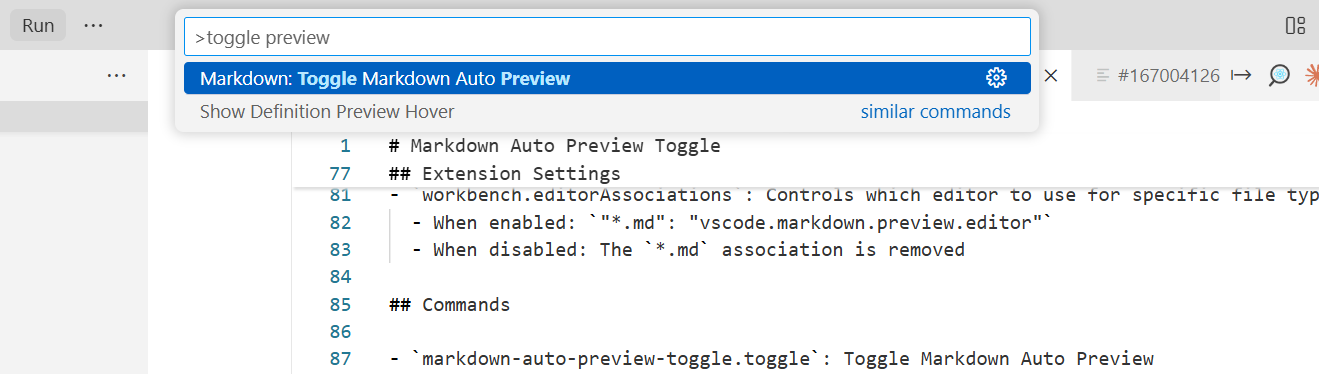 Run ...
>toggle preview
...
Markdown: Toggle Markdown Auto Preview
#167004126
Show Definition Preview Hover similar commands
1 # Markdown Auto Preview Toggle
77 ## Extension Settings
81 - `workbench.editorAssociations`: Controls which editor to use for specific file typ
82 - When enabled: `"*.md": "vscode.markdown.preview.editor"`
83 - When disabled: The `*.md` association is removed
84
85 ## Commands
86
87 - `markdown-auto-preview-toggle.toggle`: Toggle Markdown Auto Preview